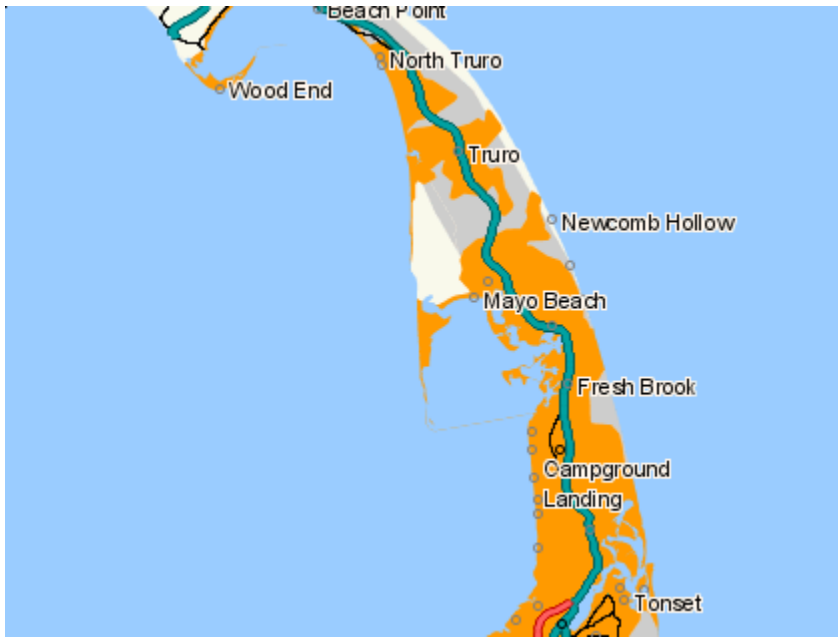 Beach Point
North Truro
Wood End
Truro
Newcomb Hollow
Mayo Beach
Fresh Brook
Campground
Landing
Tonset